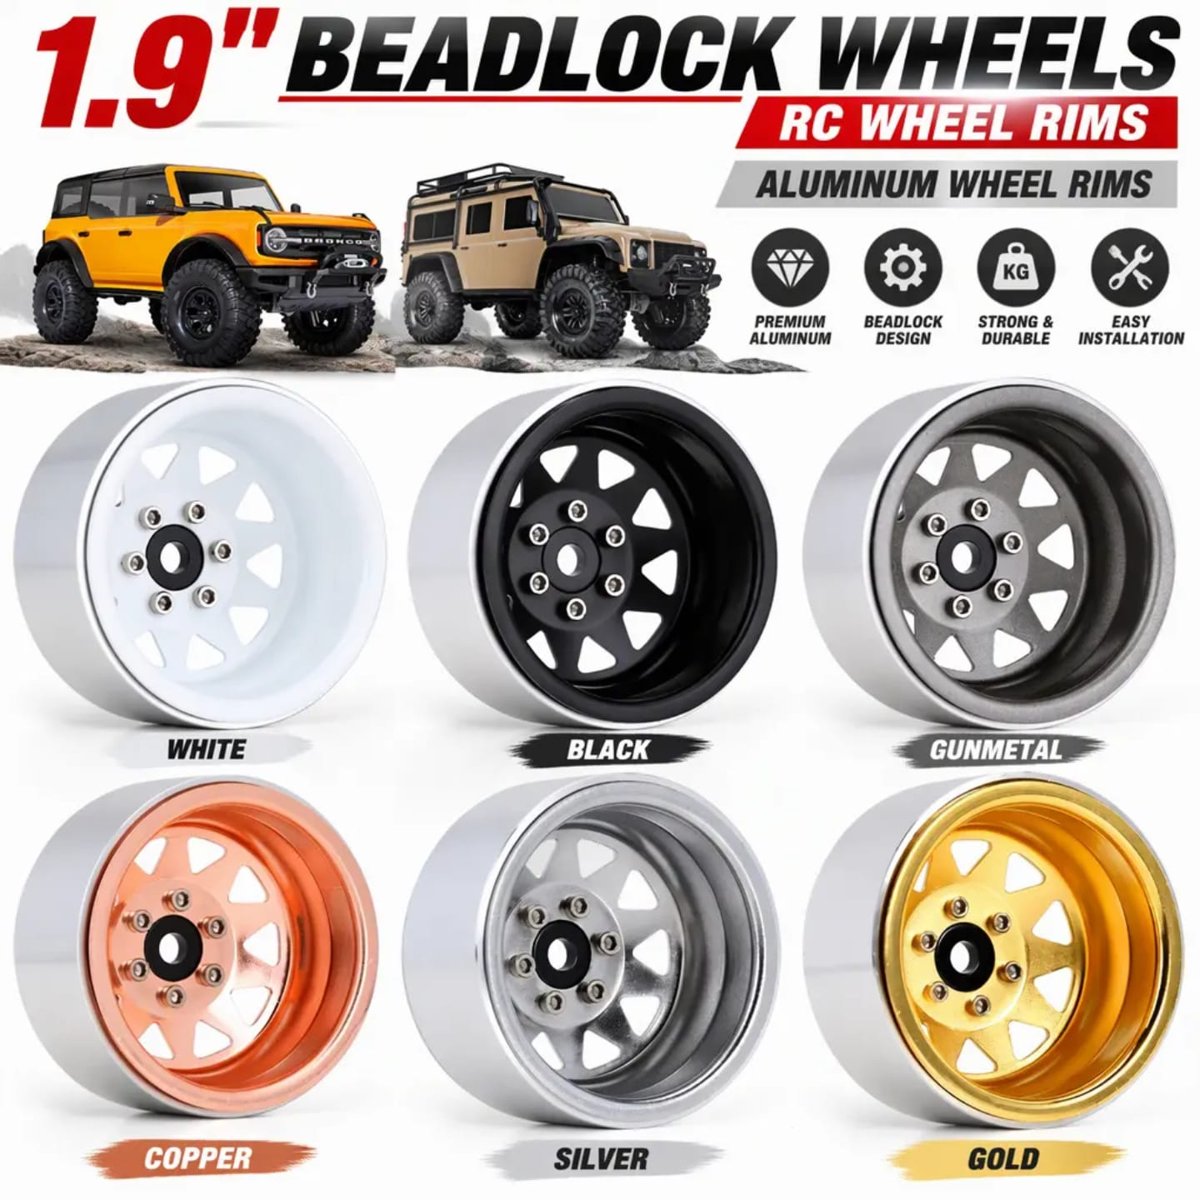 1.9" BEADLOCK WHEELS
RC WHEEL RIMS
ALUMINUM WHEEL RIMS
BRONCO
PREMIUM
ALUMINUM
BEADLOCK
DESIGN
KG
STRONG &
DURABLE
EASY
INSTALLATION
WHITE
BLACK
GUNMETAL
COPPER
SILVER
GOLD